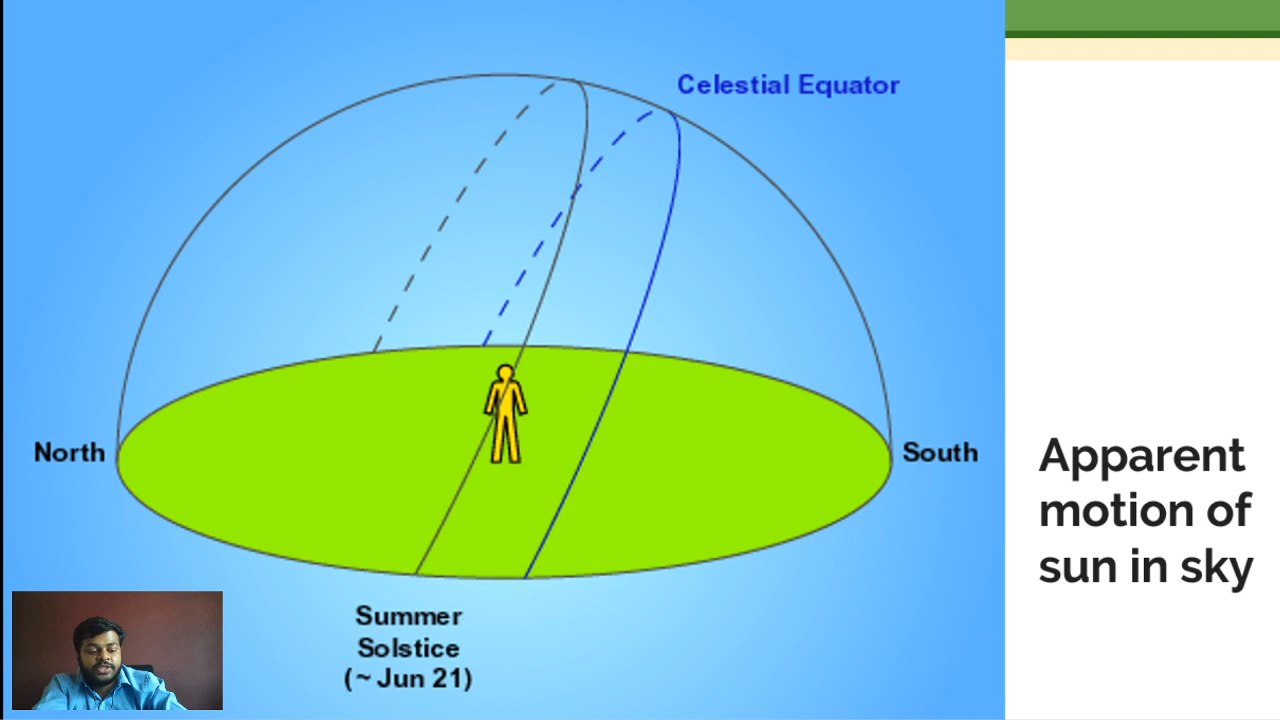 Celestial Equator
North
South
Summer
Solstice
(~ Jun 21)
Apparent
motion of
sun in sky